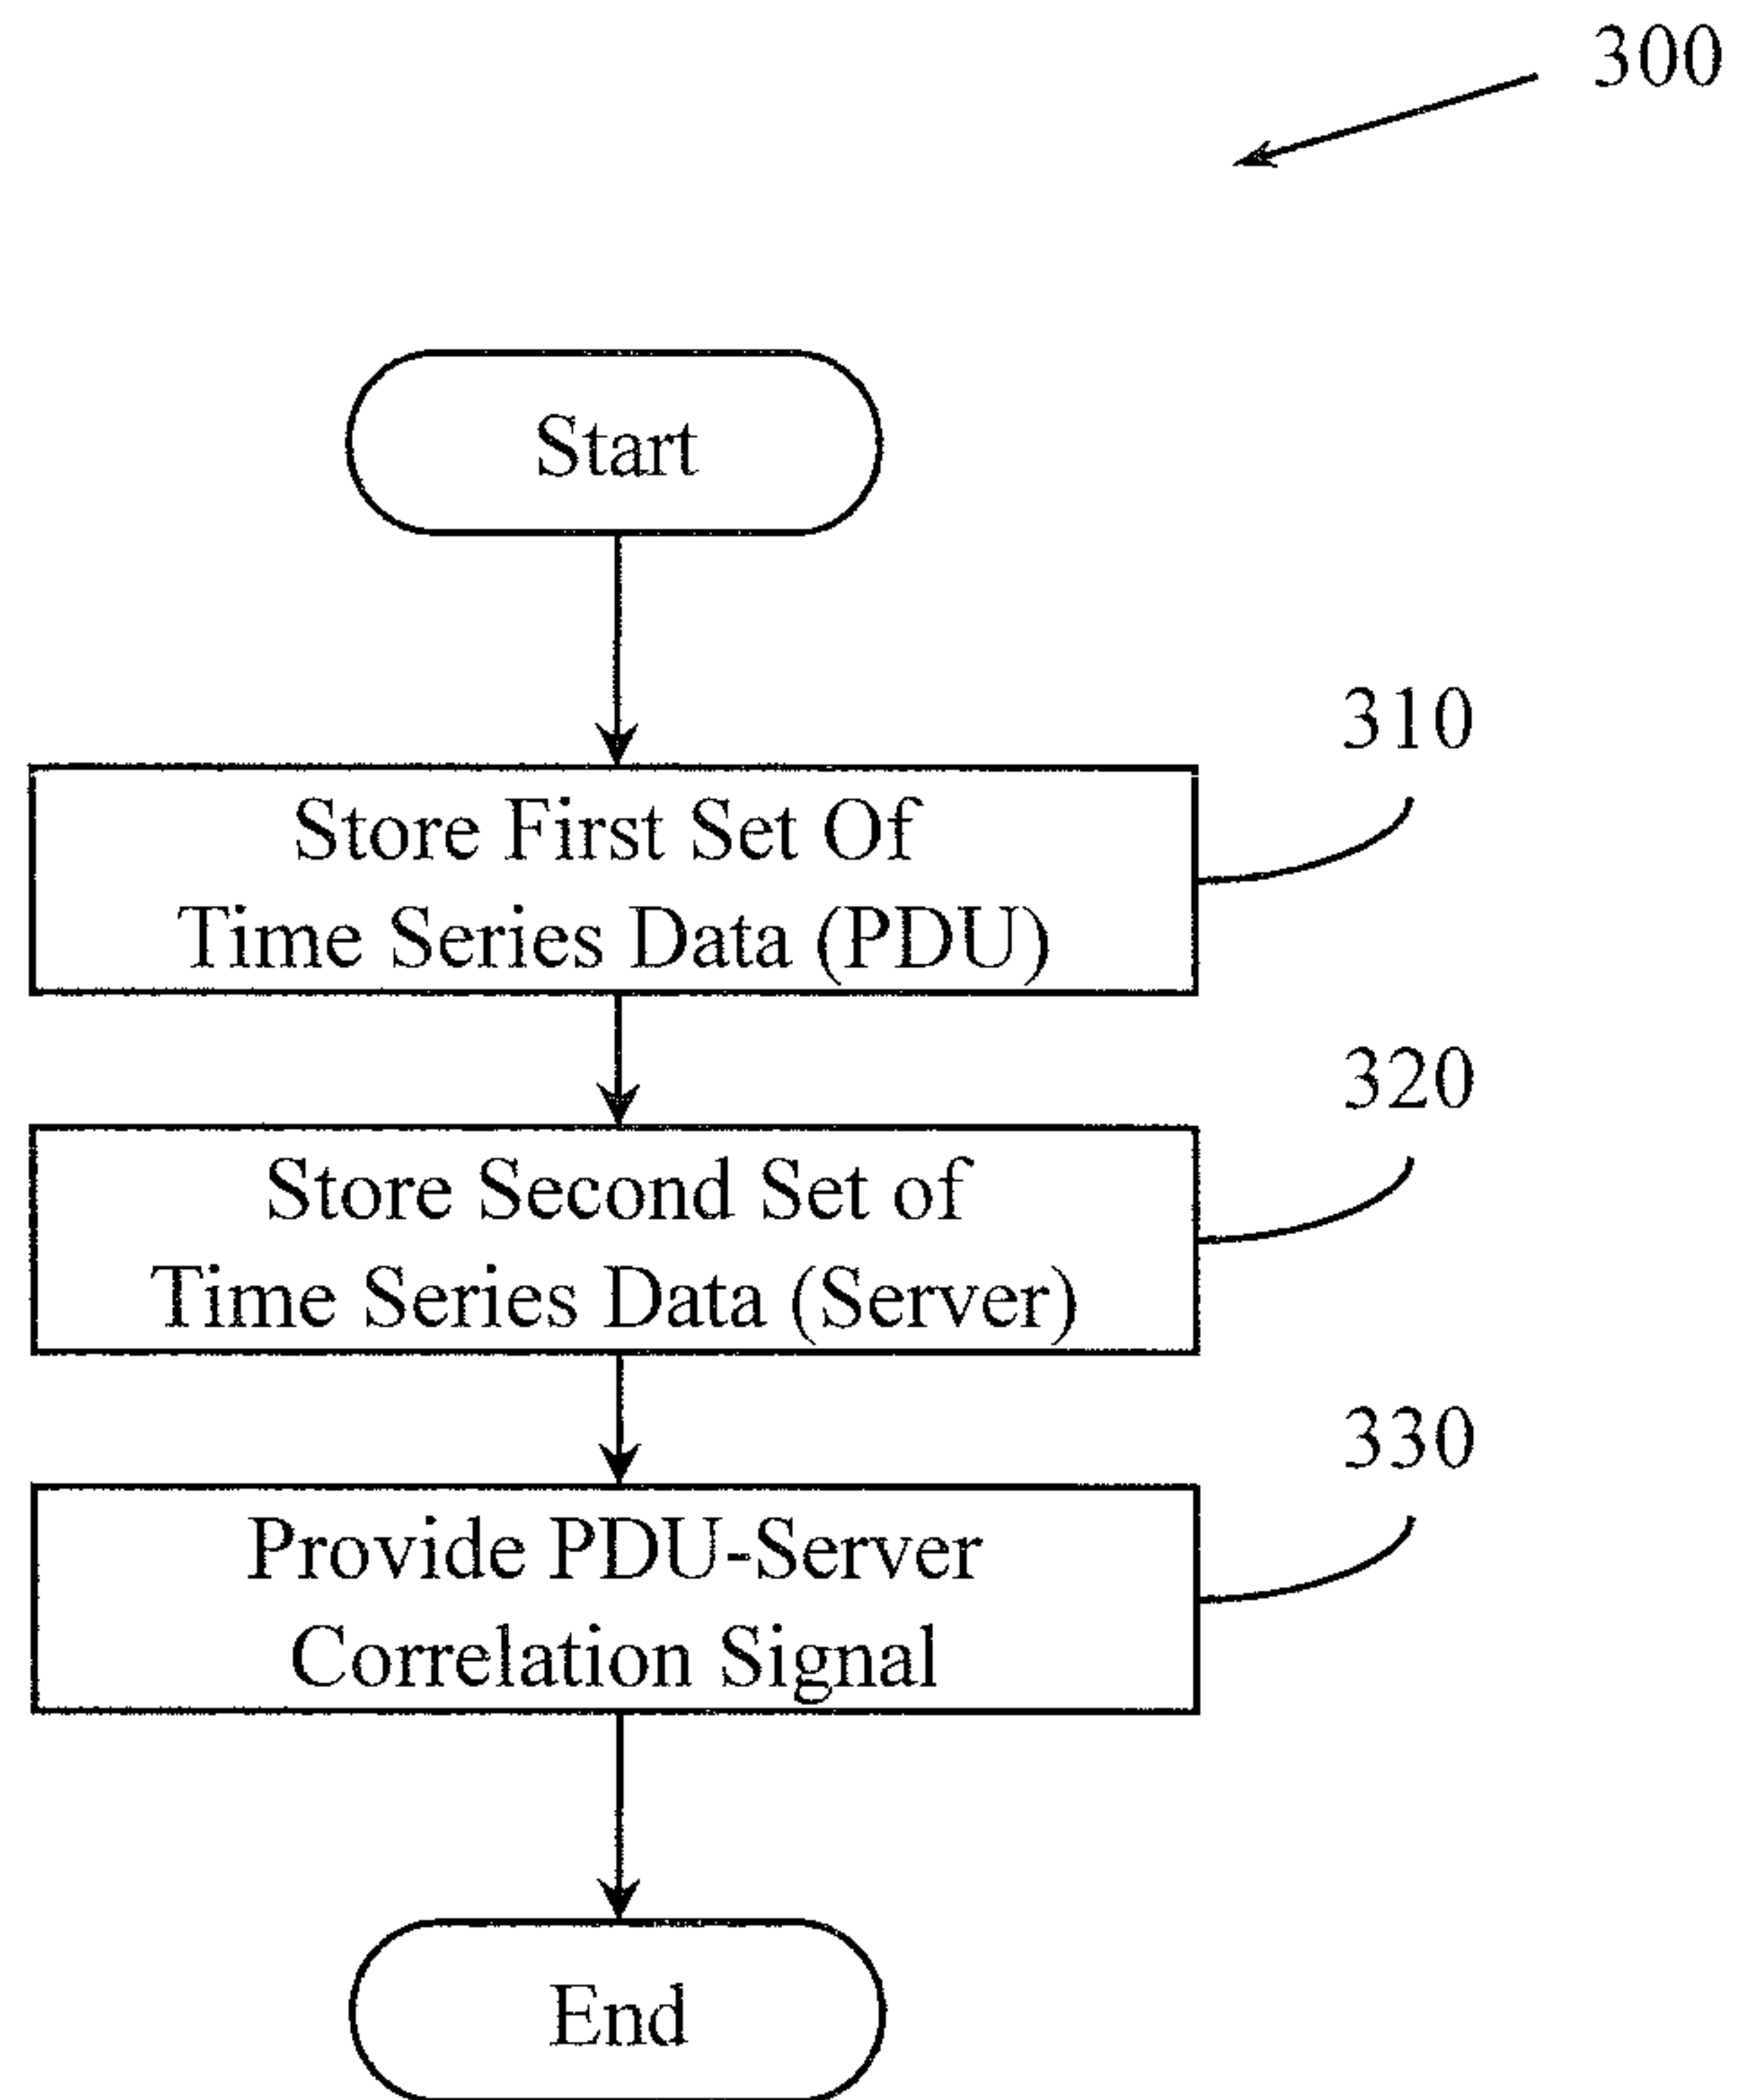 300
Start
310
Store First Set Of
Time Series Data (PDU)
320
Store Second Set of
Time Series Data (Server)
330
Provide PDU-Server
Correlation Signal
End